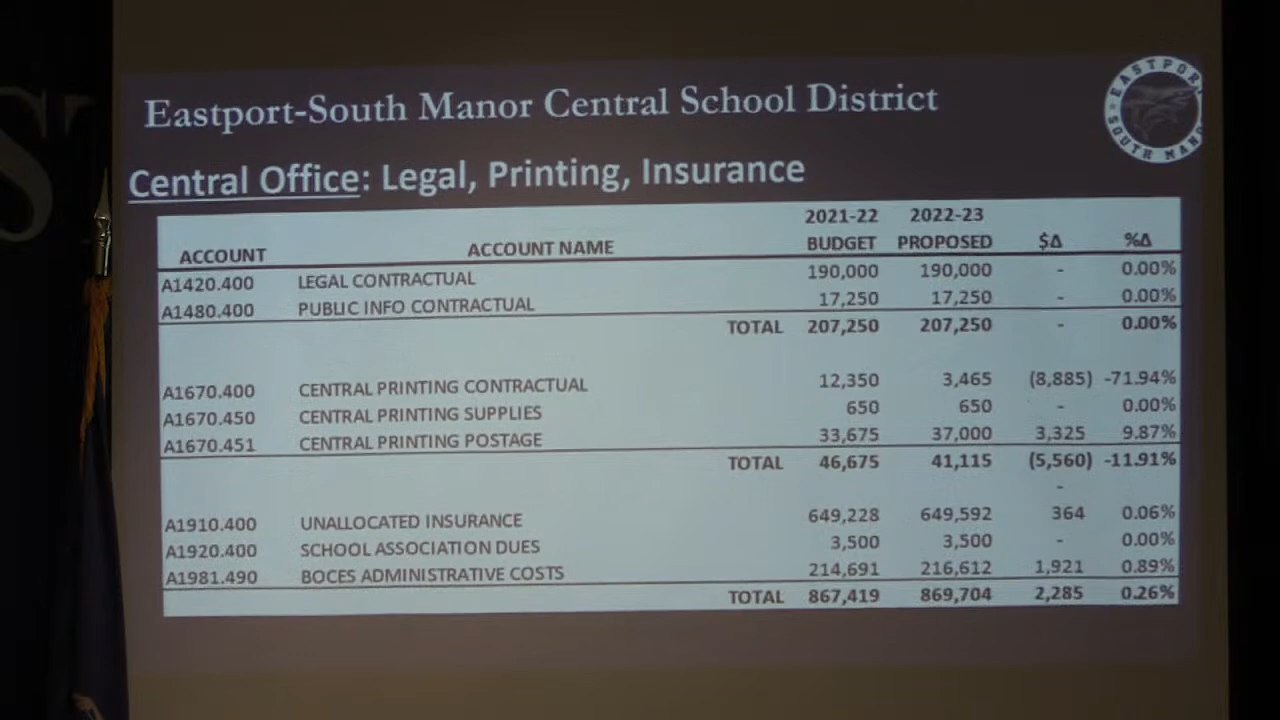 Eastport-South Manor Central School District
EASTPOR
SOUTH MANO
Central Office: Legal, Printing, Insurance
2021-22 2022-23
ACCOUNT ACCOUNT NAME BUDGET PROPOSED $Δ %Δ
A1420.400 LEGAL CONTRACTUAL 190,000 190,000 - 0.00%
A1480.400 PUBLIC INFO CONTRACTUAL 17,250 17,250 - 0.00%
TOTAL 207,250 207,250 - 0.00%
A1670.400 CENTRAL PRINTING CONTRACTUAL 12,350 3,465 (8,885) -71.94%
A1670.450 CENTRAL PRINTING SUPPLIES 650 650 - 0.00%
A1670.451 CENTRAL PRINTING POSTAGE 33,675 37,000 3,325 9.87%
TOTAL 46,675 41,115 (5,560) -11.91%
-
A1910.400 UNALLOCATED INSURANCE 649,228 649,592 364 0.06%
A1920.400 SCHOOL ASSOCIATION DUES 3,500 3,500 - 0.00%
A1981.490 BOCES ADMINISTRATIVE COSTS 214,691 216,612 1,921 0.89%
TOTAL 867,419 869,704 2,285 0.26%